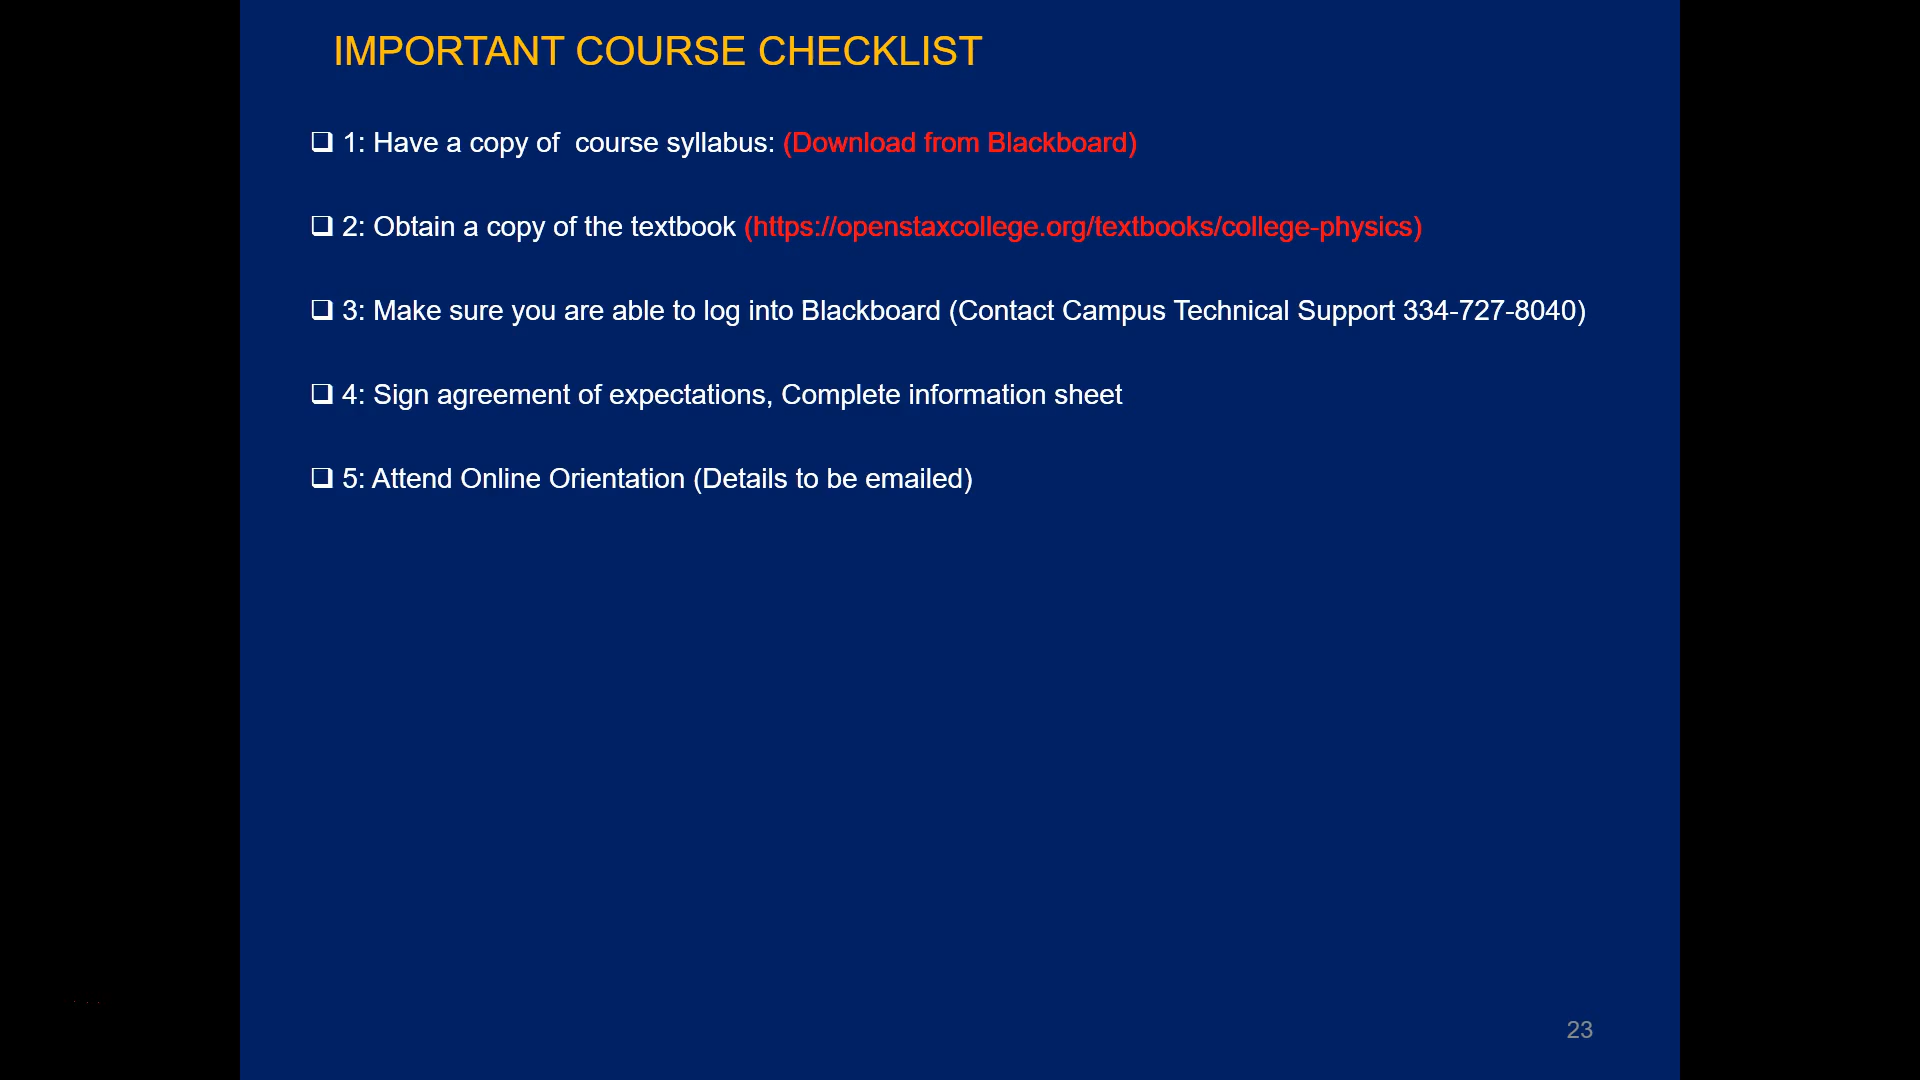 IMPORTANT COURSE CHECKLIST
❑ 1: Have a copy of  course syllabus: (Download from Blackboard)
❑ 2: Obtain a copy of the textbook (https://openstaxcollege.org/textbooks/college-physics)
❑ 3: Make sure you are able to log into Blackboard (Contact Campus Technical Support 334-727-8040)
❑ 4: Sign agreement of expectations, Complete information sheet
❑ 5: Attend Online Orientation (Details to be emailed)
23